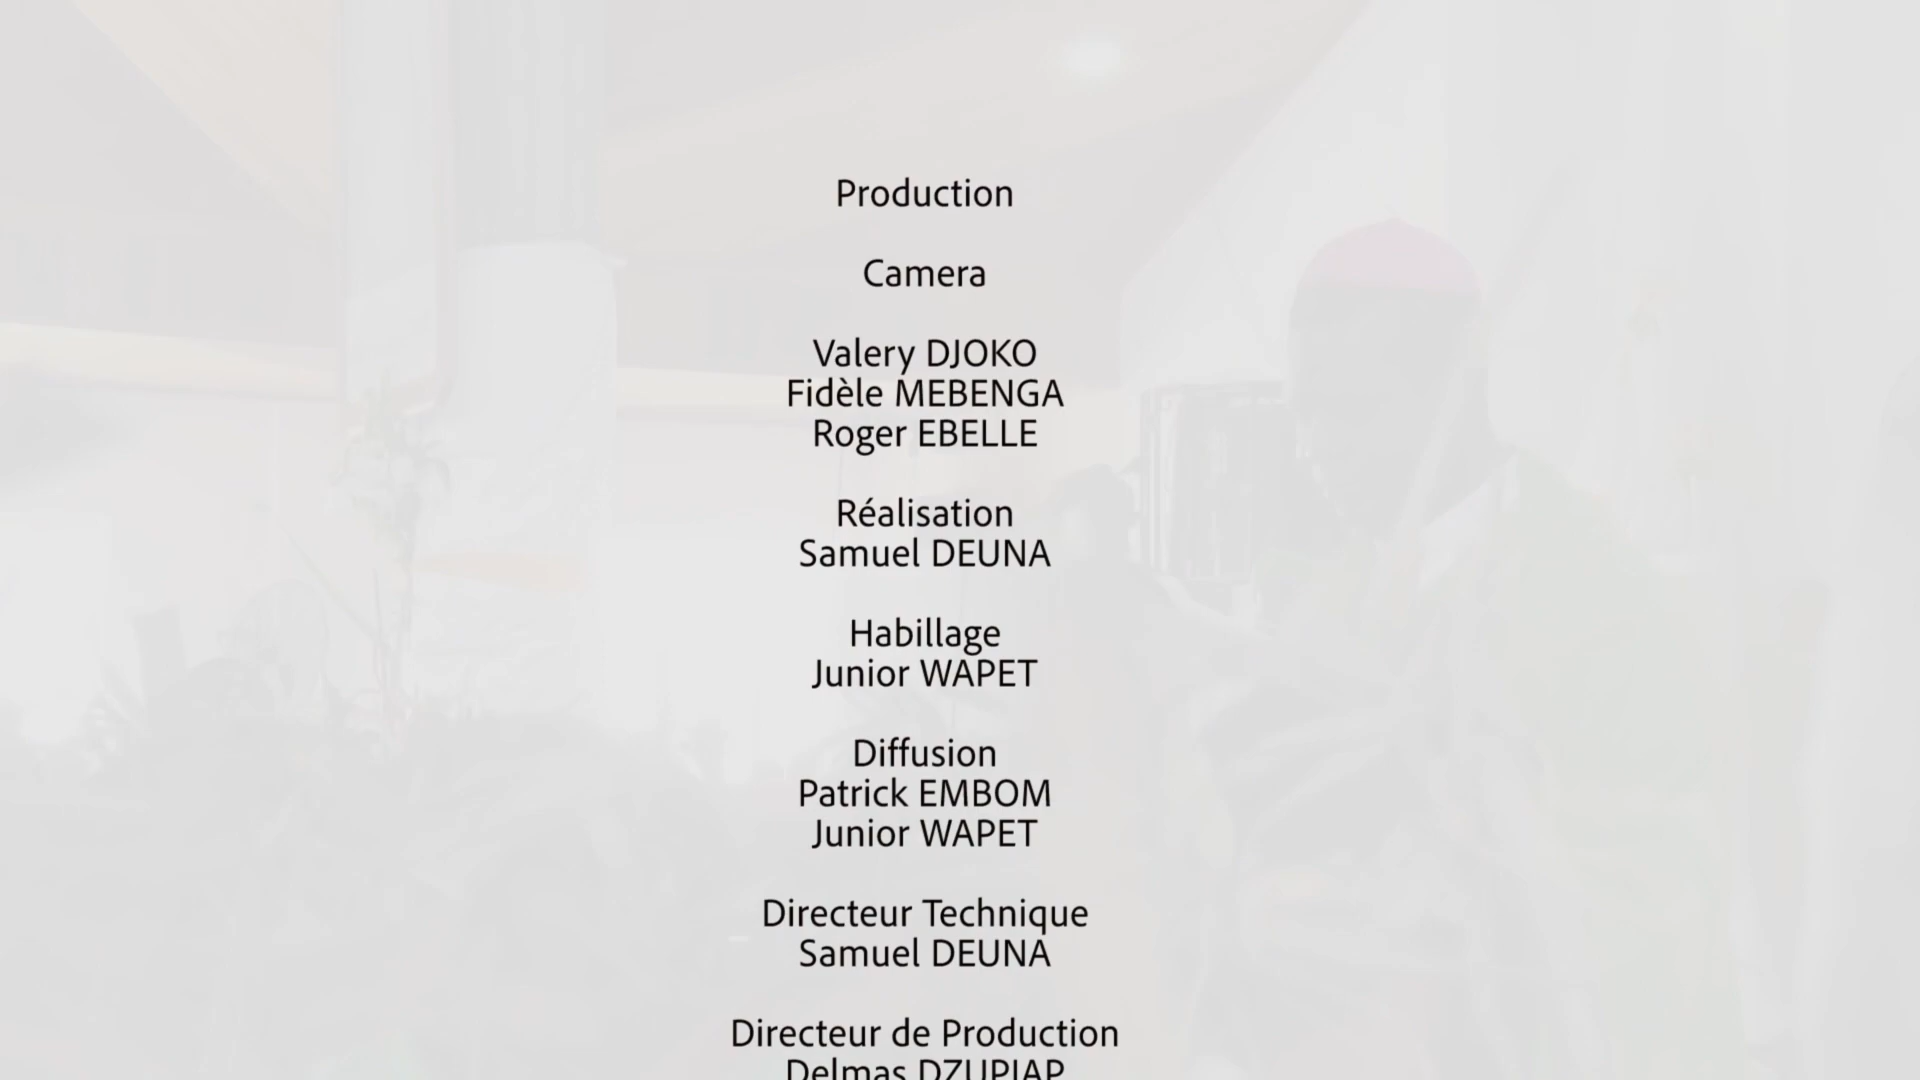 Production
Camera
Valery DJOKO
Fidèle MEBENGA
Roger EBELLE
Réalisation
Samuel DEUNA
Habillage
Junior WAPET
Diffusion
Patrick EMBOM
Junior WAPET
Directeur Technique
Samuel DEUNA
Directeur de Production
Delmas DZUPIAP